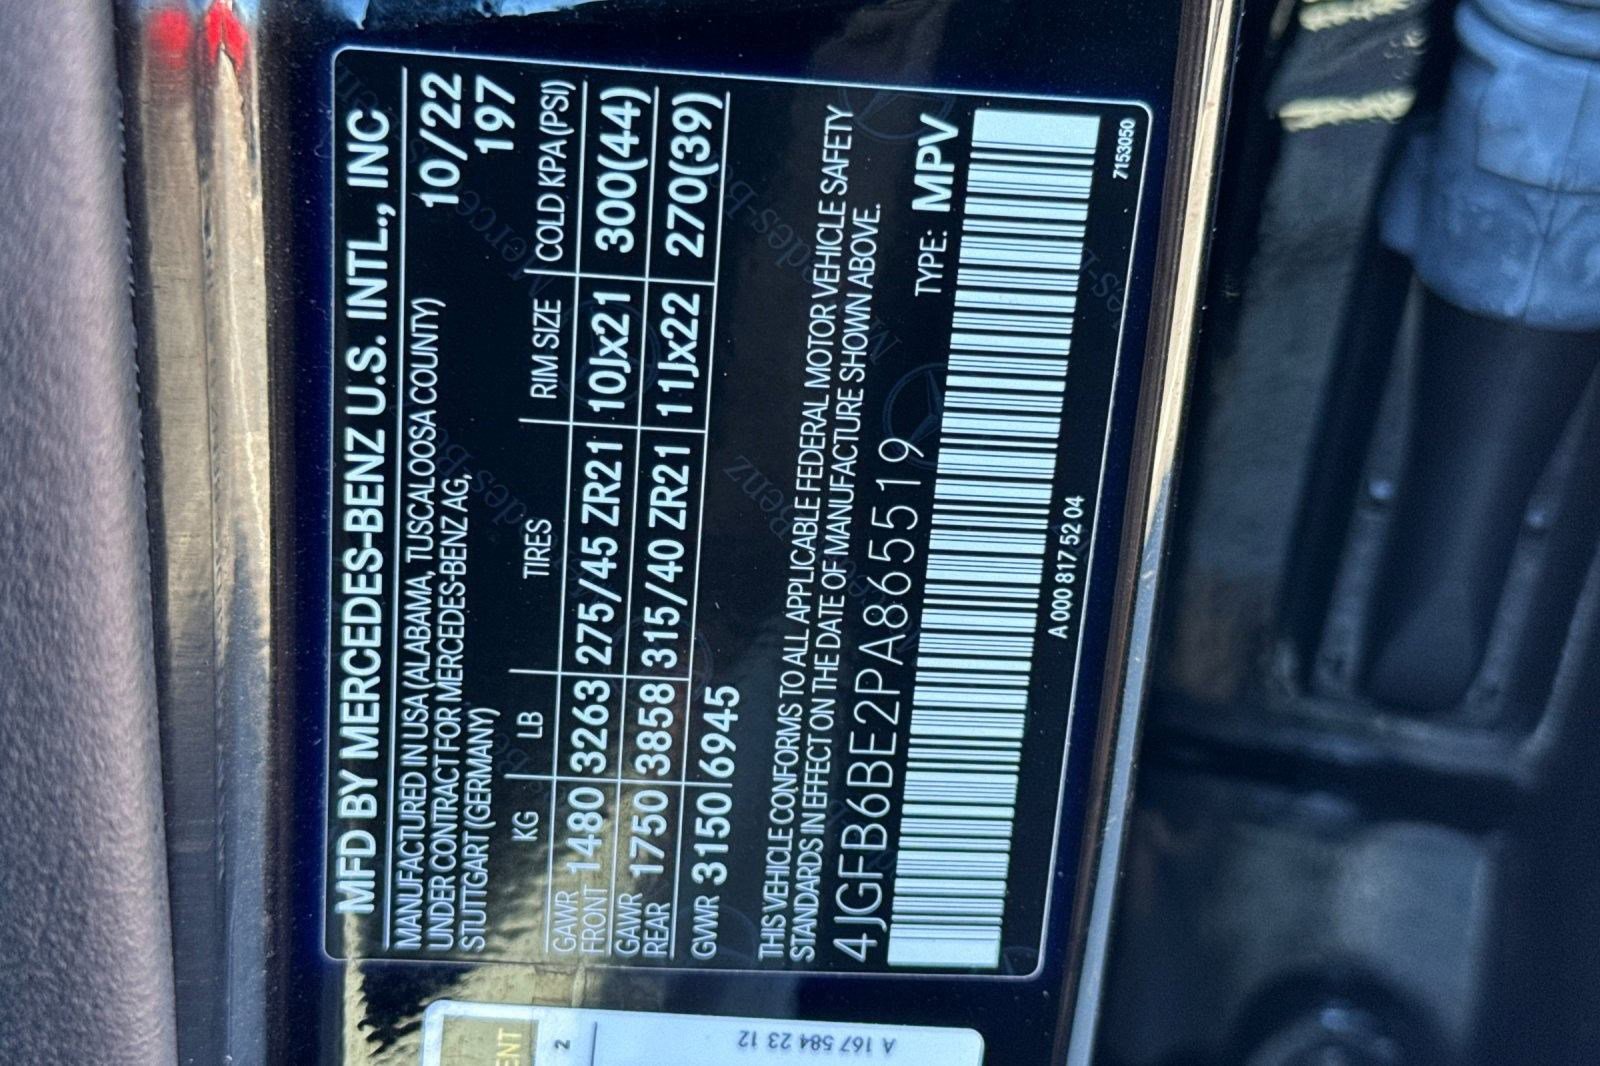 MFD BY MERCEDES-BENZ U.S. INTL., INC
MANUFACTURED IN USA (ALABAMA, TUSCALOOSA COUNTY) 10/22
UNDER CONTRACT FOR MERCEDES-BENZ AG, 197
STUTTGART (GERMANY)
KG LB TIRES RIM SIZE COLD KPA (PSI)
GAWR FRONT 1480 3263 275/45 ZR21 10Jx21 300(44)
GAWR REAR 1750 3858 315/40 ZR21 11Jx22 270(39)
GVWR 3150 6945
THIS VEHICLE CONFORMS TO ALL APPLICABLE FEDERAL MOTOR VEHICLE SAFETY
STANDARDS IN EFFECT ON THE DATE OF MANUFACTURE SHOWN ABOVE.
4JGFB6BE2PA865519 TYPE: MPV
A 000 817 52 04 7153050
2
A 167 584 23 12